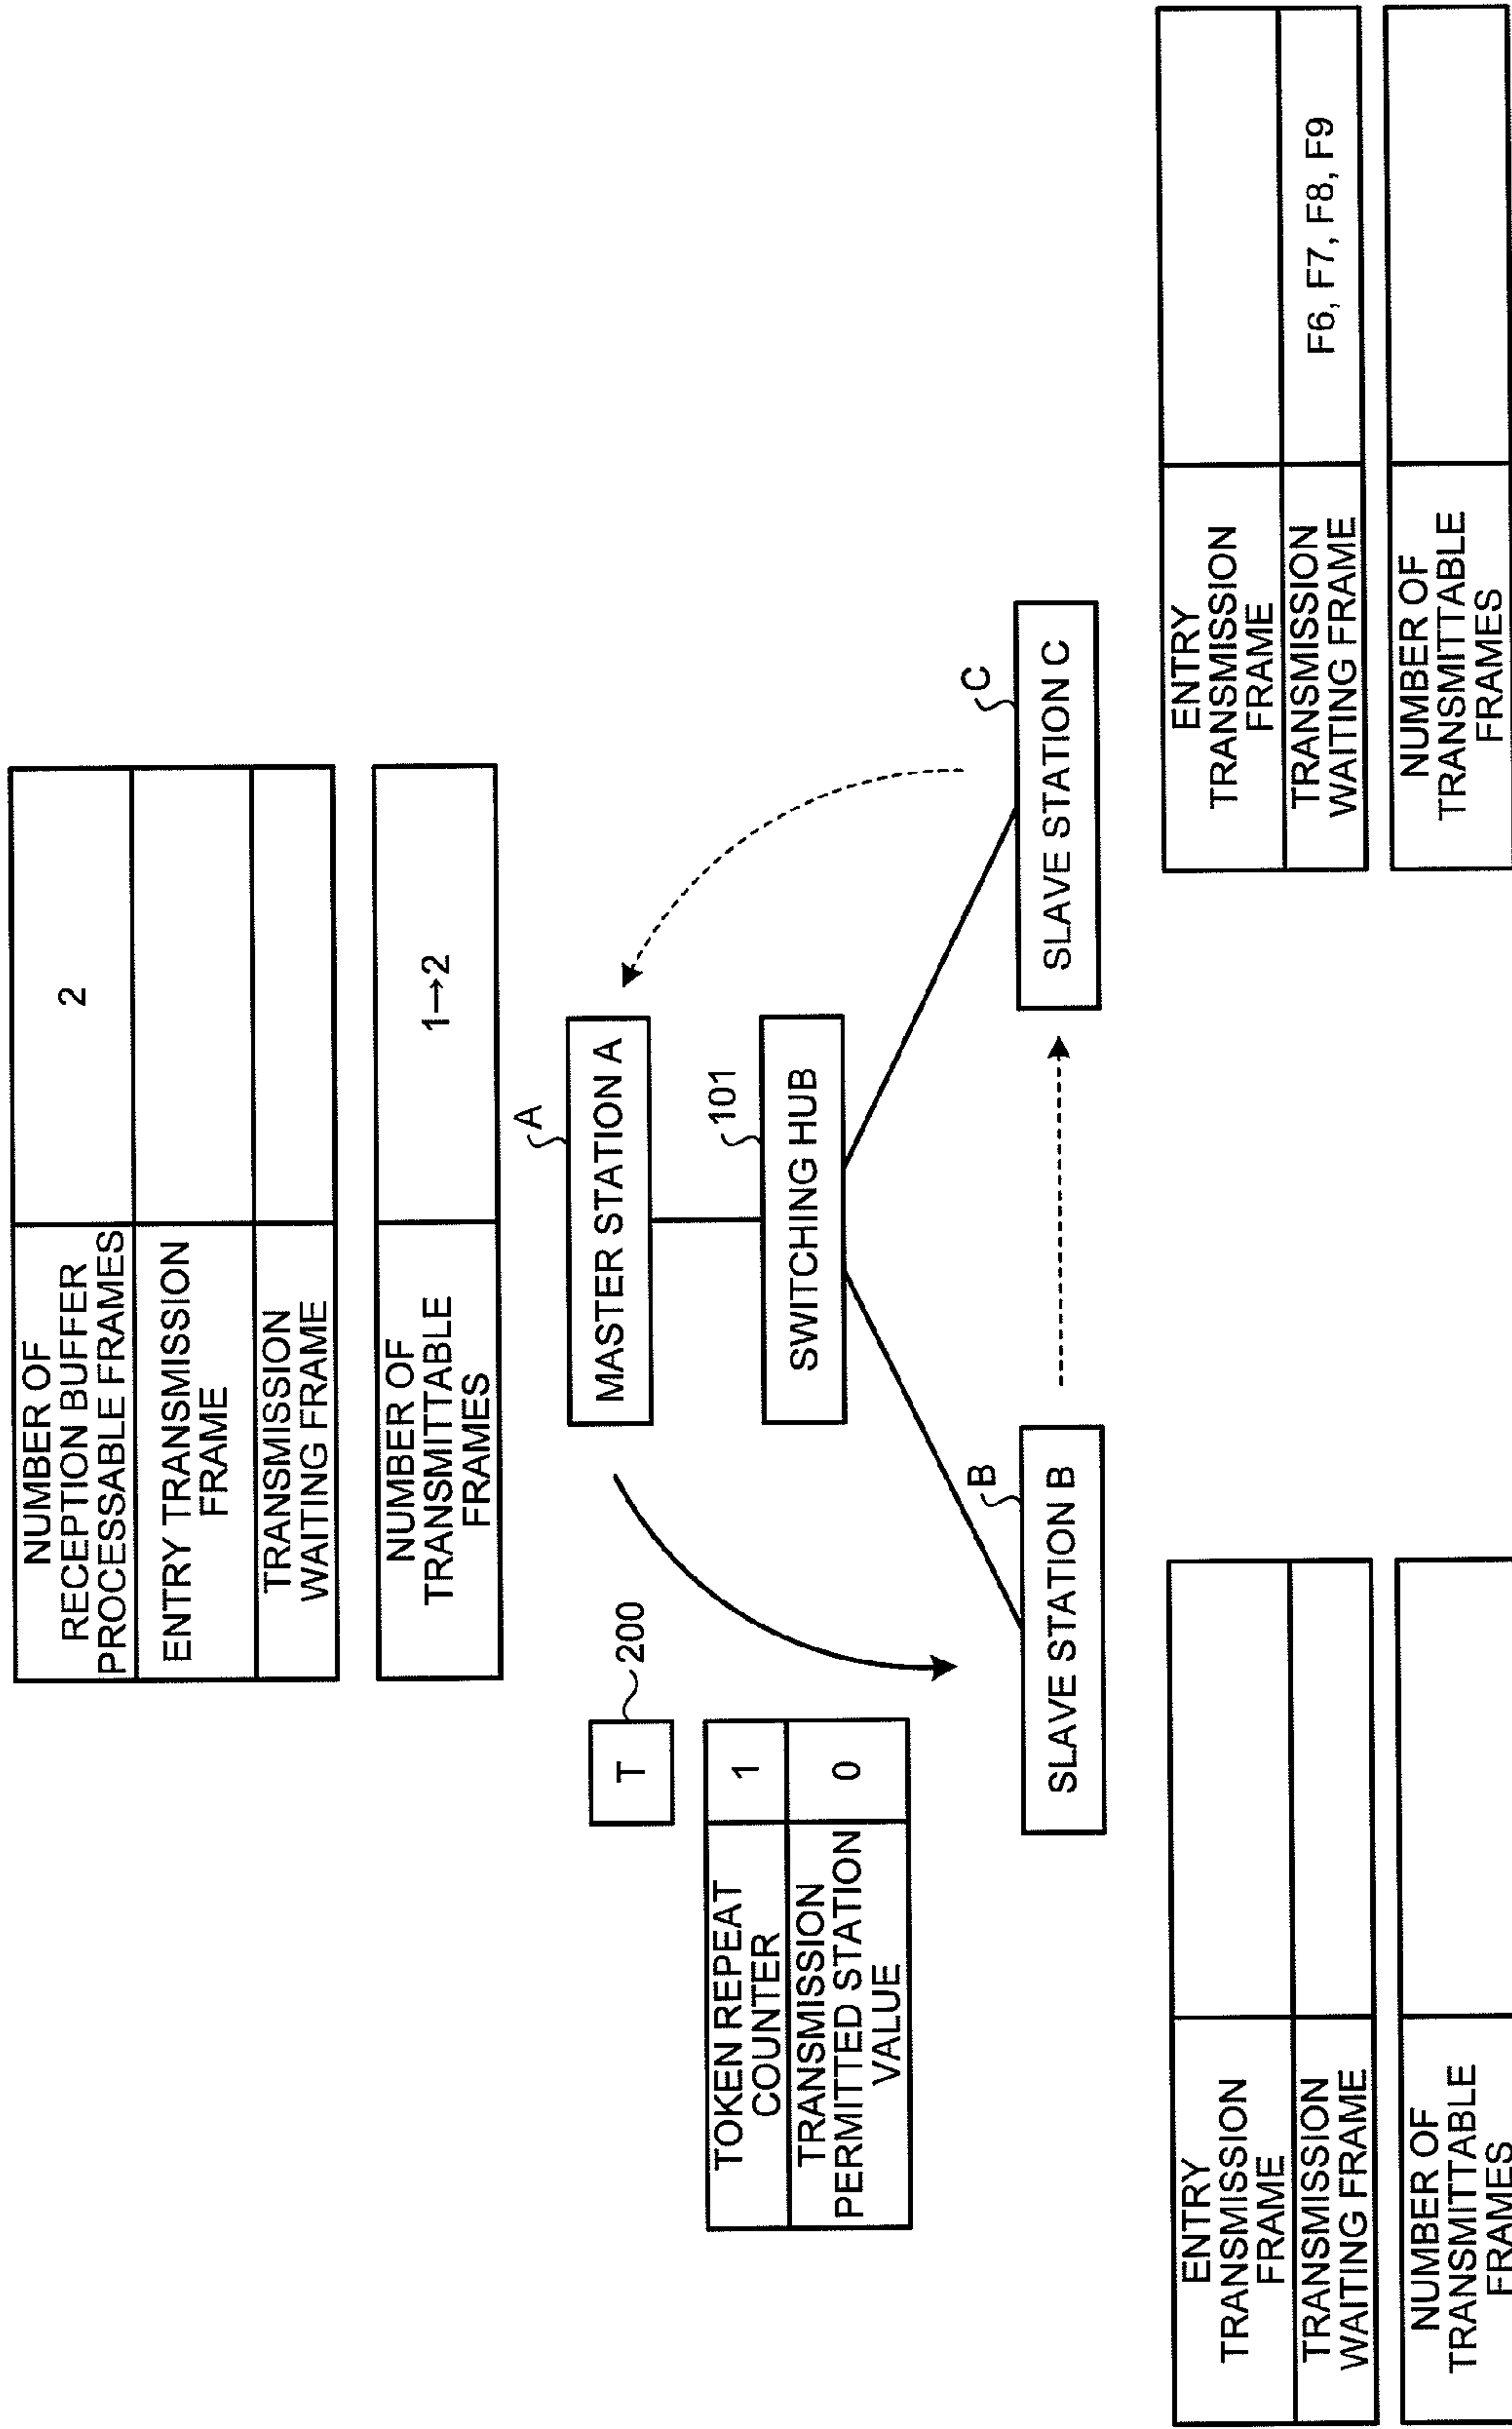 NUMBER OF
RECEPTION BUFFER
PROCESSABLE FRAMES
2
ENTRY TRANSMISSION
FRAME
TRANSMISSION
WAITING FRAME
NUMBER OF
TRANSMITTABLE
FRAMES
1→2
A
MASTER STATION A
101
SWITCHING HUB
T
200
TOKEN REPEAT
COUNTER
1
TRANSMISSION
PERMITTED STATION
VALUE
0
B
SLAVE STATION B
C
SLAVE STATION C
ENTRY
TRANSMISSION
FRAME
TRANSMISSION
WAITING FRAME
NUMBER OF
TRANSMITTABLE
FRAMES
ENTRY
TRANSMISSION
FRAME
TRANSMISSION
WAITING FRAME
F6, F7, F8, F9
NUMBER OF
TRANSMITTABLE
FRAMES